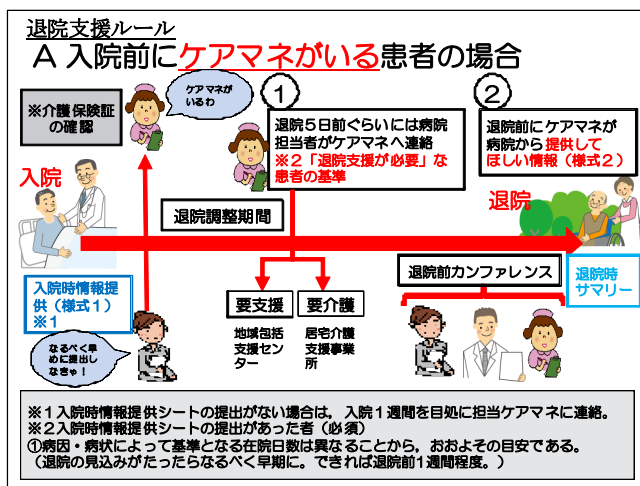 退院支援ルール
A 入院前にケアマネがいる患者の場合
ケアマネが
いるわ
※介護保険証
の確認
①
退院5日前ぐらいには病院
担当者がケアマネへ連絡
※2「退院支援が必要」な
患者の基準
②
退院前にケアマネが
病院から提供して
ほしい情報(様式2)
入院
退院
退院調整期間
入院時情報提
供(様式1)
※1
なるべく早
めに提出し
なきゃ!
要支援
地域包括
支援セン
ター
要介護
居宅介護
支援事業
所
退院前カンファレンス
退院時
サマリー
※1入院時情報提供シートの提出がない場合は,入院1週間を目処に担当ケアマネに連絡。
※2入院時情報提供シートの提出があった者(必須)
①病因・病状によって基準となる在院日数は異なることから,おおよその目安である。
(退院の見込みがたったらなるべく早期に。できれば退院前1週間程度。)